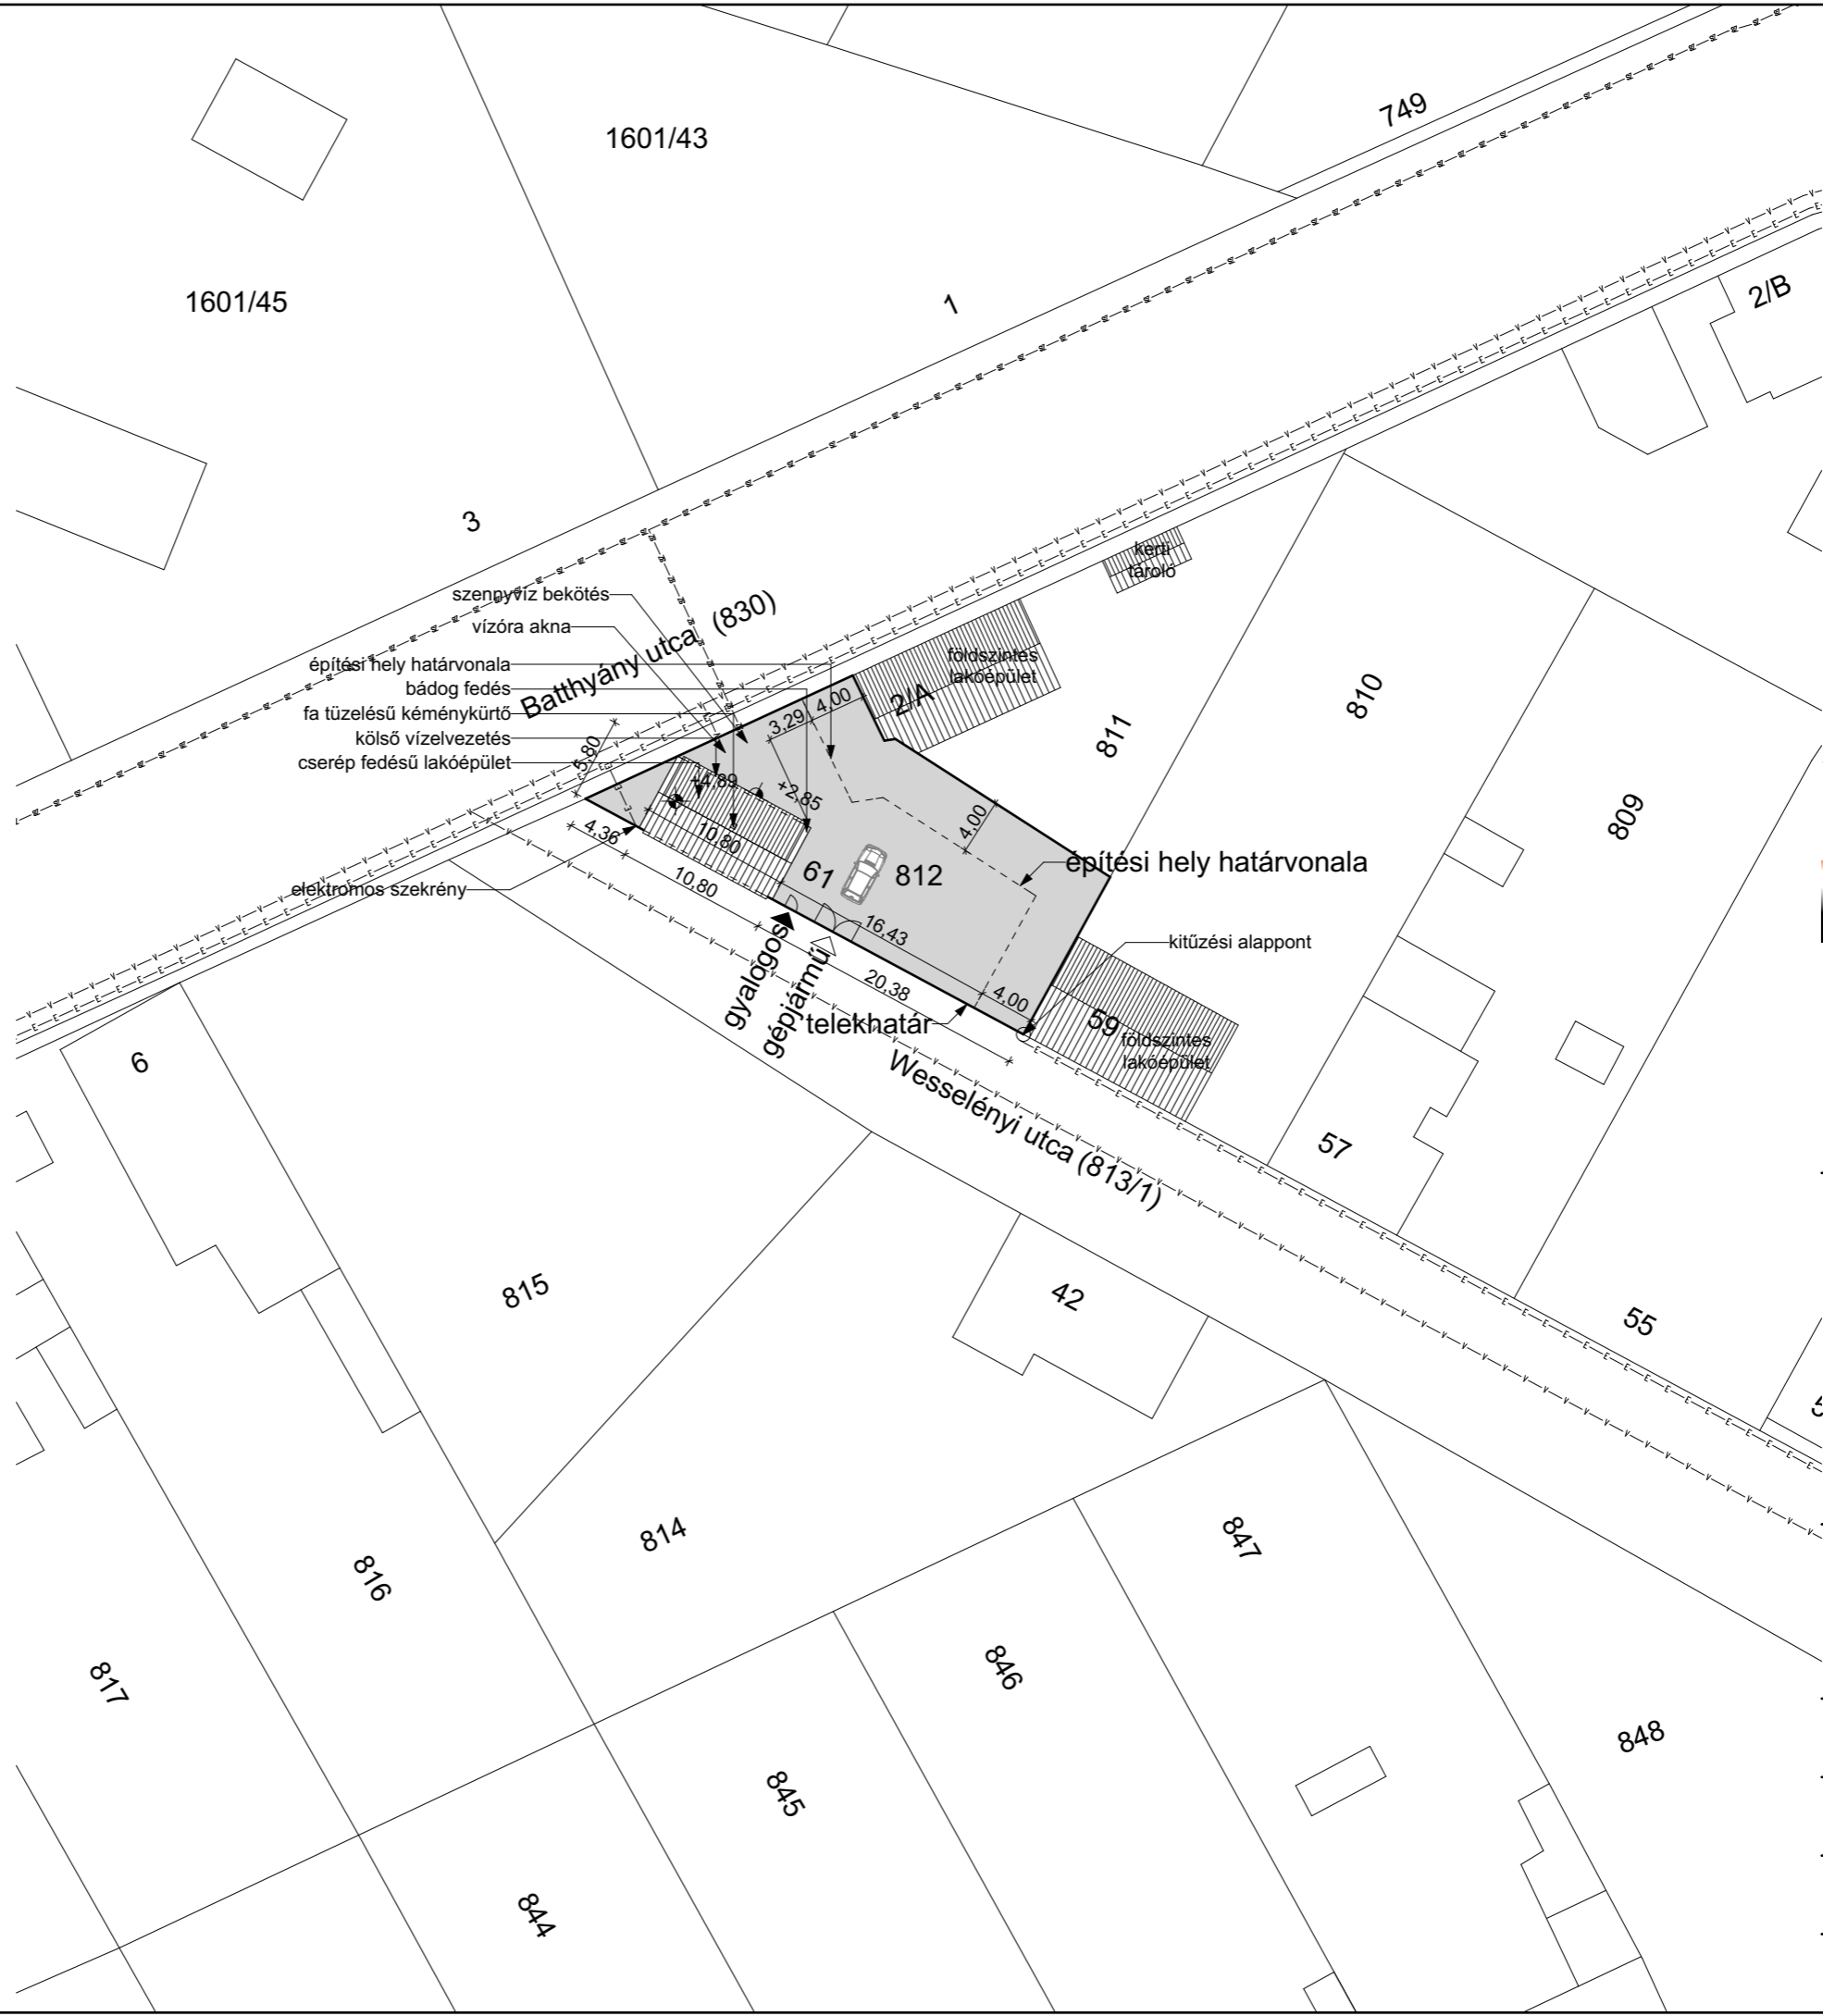 749
1601/43
1601/45
1
2/B
3
kerti
tároló
szennyvíz bekötés
vízóra akna
Batthyány utca (830)
építési hely határvonala
bádog fedés
fa tüzelésű kéménykürtő
kölső vízelvezetés
cserép fedésű lakóépület
földszintes
lakóépület
2/A
811
810
809
3,29
4,00
5,80
+4,89
+2,85
4,00
4,36
10,80
10,80
61
812
építési hely határvonala
elektromos szekrény
16,43
kitűzési alappont
gyalogos
gépjármű
20,38
4,00
telekhatár
59
földszintes
lakóépület
Wesselényi utca (813/1)
6
57
815
42
55
814
847
816
846
817
848
845
844